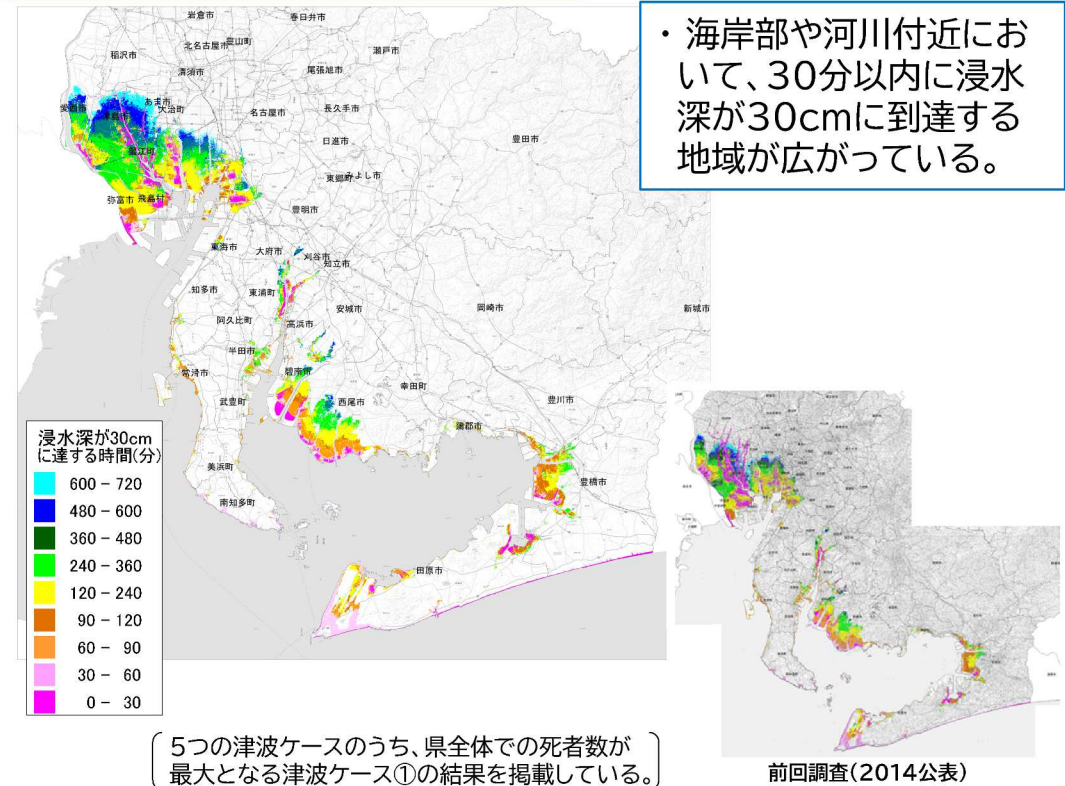 ・海岸部や河川付近にお
いて、30分以内に浸水
深が30cmに到達する
地域が広がっている。
岩倉市
春日井市
北名古屋市
豊山町
瀬戸市
稲沢市
清須市
尾張旭市
愛西市
あま市
大治町
津島市
名古屋市
長久手市
豊田市
日進市
蟹江町
東郷町
みよし市
弥富市
飛島村
豊明市
東海市
大府市
刈谷市
知立市
知多市
東浦町
安城市
岡崎市
新城市
阿久比町
高浜市
半田市
常滑市
碧南市
幸田町
武豊町
西尾市
豊川市
蒲郡市
美浜町
豊橋市
南知多町
田原市
浸水深が30cm
に達する時間(分)
600 - 720
480 - 600
360 - 480
240 - 360
120 - 240
90 - 120
60 - 90
30 - 60
0 - 30
5つの津波ケースのうち、県全体での死者数が
最大となる津波ケース①の結果を掲載している。
前回調査(2014公表)